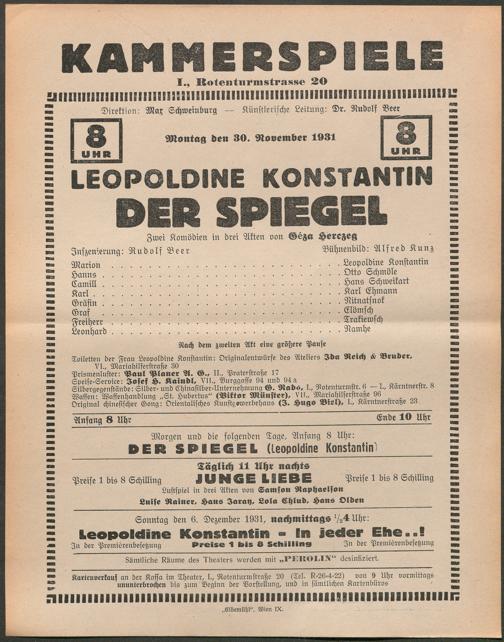 KAMMERSPIELE
I., Rotenturmstrasse 20
Direktion: Max Schweinburg — Künstlerische Leitung: Dr. Rudolf Beer
8 UHR
Montag den 30. November 1931
8 UHR
LEOPOLDINE KONSTANTIN
DER SPIEGEL
Zwei Komödien in drei Akten von Géza Herczeg
Inszenierung: Rudolf Beer Bühnenbild: Alfred Kunz
Marion Leopoldine Konstantin
Hanns Otto Schmöle
Camill Hans Schweikart
Karl Karl Ehmann
Gräfin Nitnatsnok
Graf Elömsch
Freiherr Trakiewsch
Leonhard Namhe
Nach dem zweiten Akt eine größere Pause
Toiletten der Frau Leopoldine Konstantin: Originalentwürfe des Ateliers Ida Reich & Bruder,
VI., Mariahilferstraße 30
Prismenluster: Paul Planer A. G., II., Praterstraße 17
Speise-Service: Josef H. Kaindl, VII., Burggasse 94 und 94 a
Silbergegenstände: Silber- und Chinasilber-Unternehmung G. Rado, I., Rotenturmstr. 6 — I., Kärntnerstr. 8
Waffen: Waffenhandlung „St. Hubertus“ (Viktor Münster), VII., Mariahilferstraße 96
Original chinesischer Gong: Orientalisches Kunstgewerbehaus (J. Hugo Birl), I., Kärntnerstraße 23
Anfang 8 Uhr Ende 10 Uhr
Morgen und die folgenden Tage, Anfang 8 Uhr:
DER SPIEGEL (Leopoldine Konstantin)
Täglich 11 Uhr nachts
Preise 1 bis 8 Schilling JUNGE LIEBE Preise 1 bis 8 Schilling
Lustspiel in drei Akten von Samson Raphaelson
Luise Rainer, Hans Jaray, Lola Chlud, Hans Olden
Sonntag den 6. Dezember 1931, nachmittags ½4 Uhr:
Leopoldine Konstantin - In jeder Ehe..!
In der Premièrenbesetzung Preise 1 bis 8 Schilling In der Premièrenbesetzung
Sämtliche Räume des Theaters werden mit „PEROLIN“ desinfiziert.
Kartenverkauf an der Kassa im Theater, I., Rotenturmstraße 20 (Tel. R-26-4-22) von 9 Uhr vormittags
ununterbrochen bis zum Beginn der Vorstellung, und in sämtlichen Kartenbüros
„Elbemühl“, Wien IX.